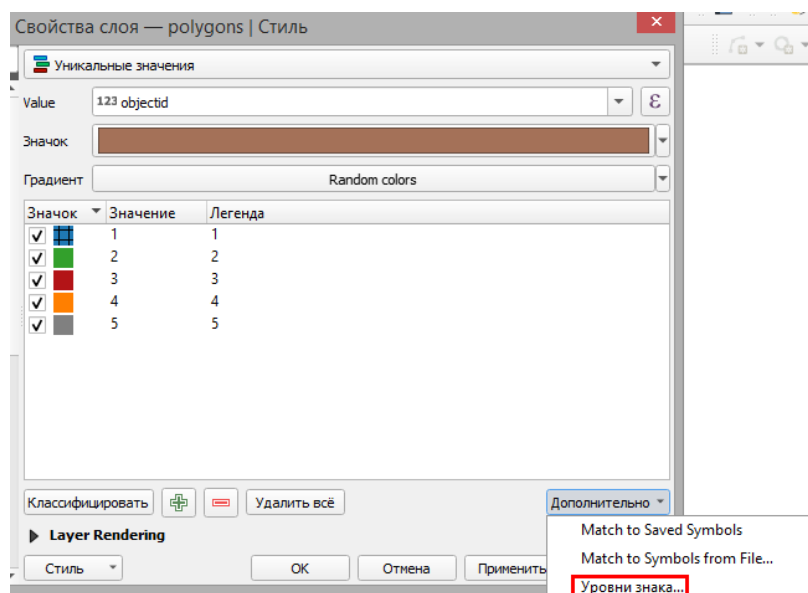 Свойства слоя — polygons | Стиль
Уникальные значения
Value 123 objectid ε
Значок
Градиент Random colors
Значок Значение Легенда
1 1
2 2
3 3
4 4
5 5
Классифицировать Удалить всё Дополнительно
Layer Rendering
Match to Saved Symbols
Match to Symbols from File...
Стиль ОК Отмена Применить
Уровни знака...